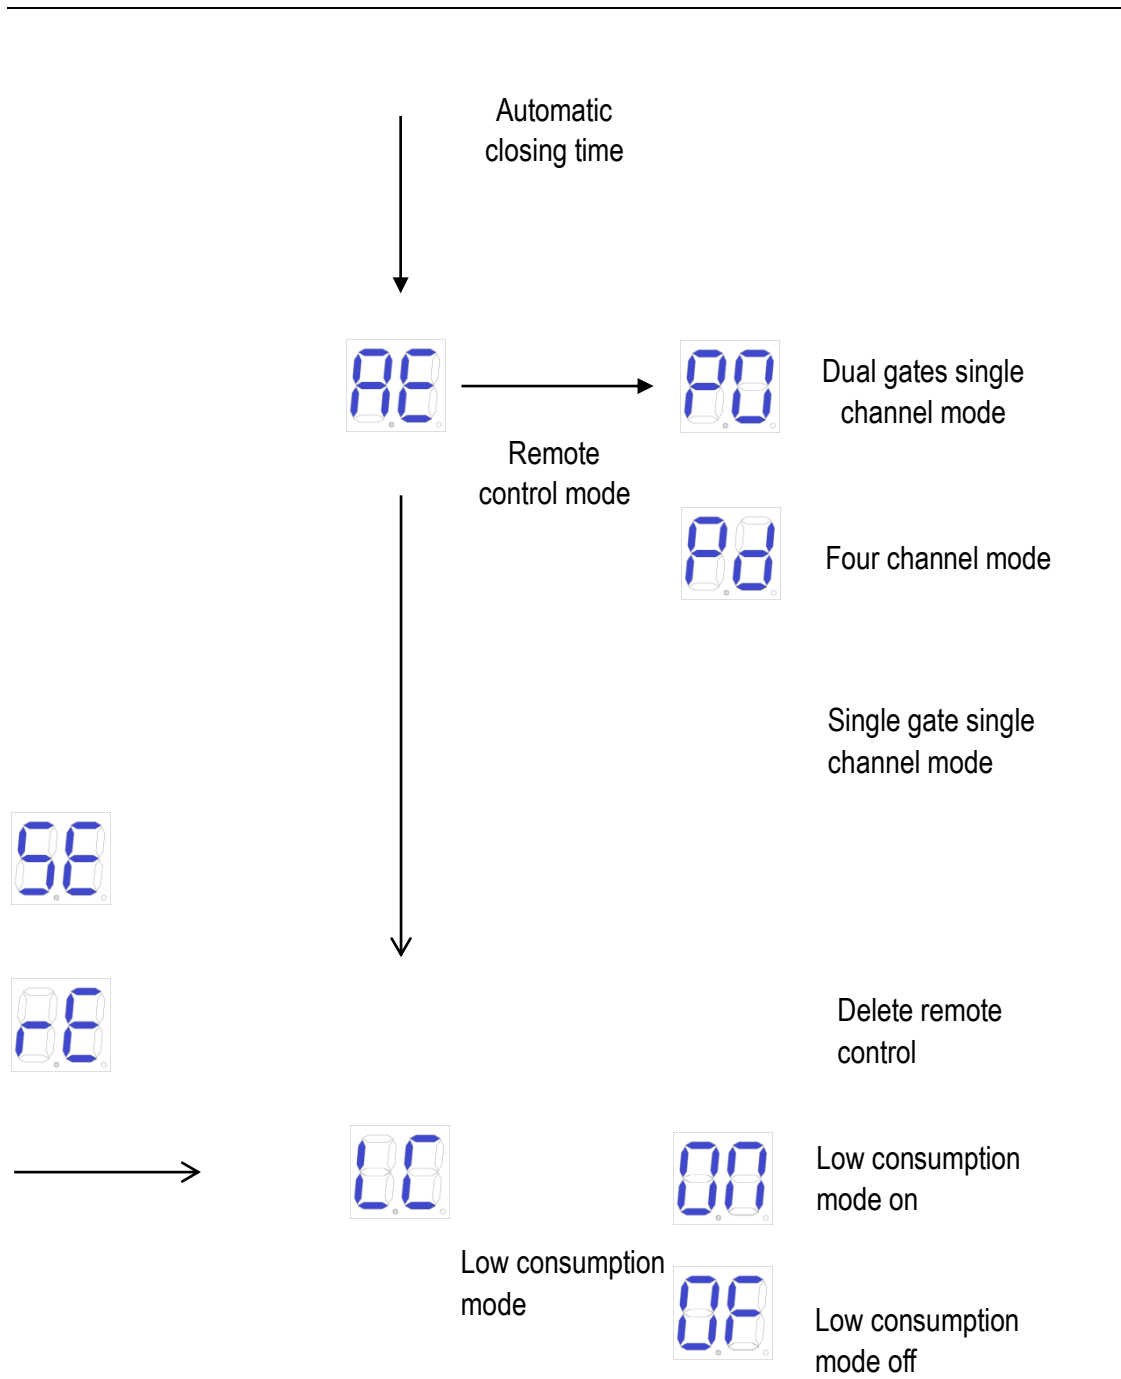 Automatic
closing time
AE
P0
Dual gates single
channel mode
Remote
control mode
Pd
Four channel mode
Single gate single
channel mode
SE
rE
Delete remote
control
LC
On
Low consumption
mode on
Low consumption
mode
OF
Low consumption
mode off